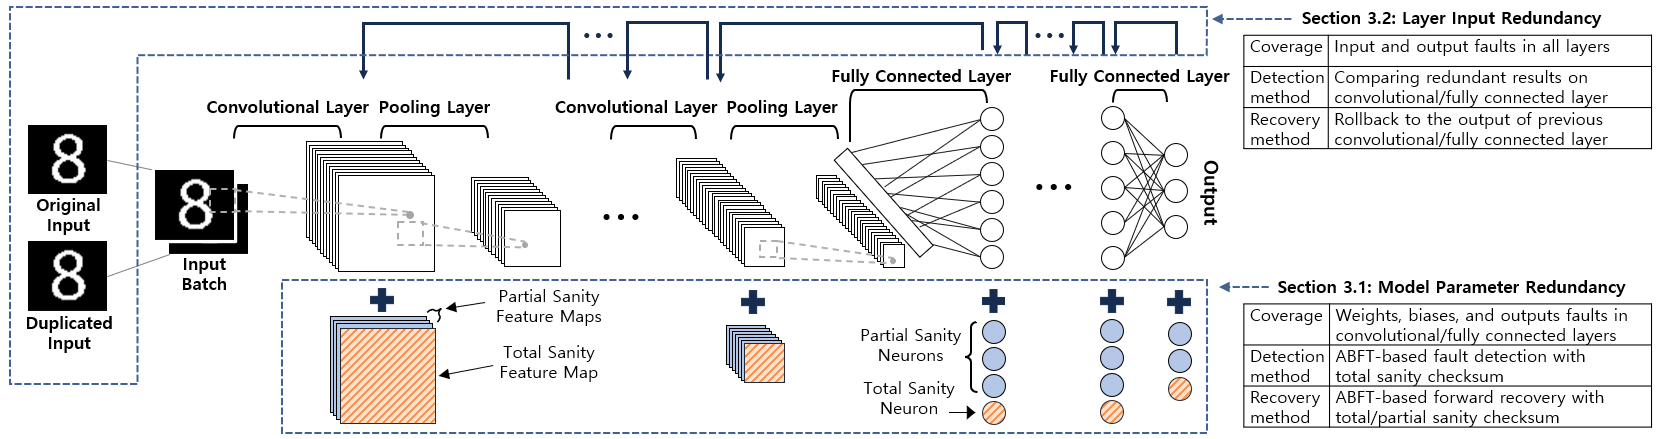 Section 3.2: Layer Input Redundancy
Coverage Input and output faults in all layers
Detection method Comparing redundant results on
convolutional/fully connected layer
Recovery method Rollback to the output of previous
convolutional/fully connected layer
Fully Connected Layer Fully Connected Layer
Convolutional Layer Pooling Layer Convolutional Layer Pooling Layer
8
Original
Input
8
Duplicated
Input
8
Input
Batch
Output
Partial Sanity
Feature Maps
Total Sanity
Feature Map
Partial Sanity
Neurons
Total Sanity
Neuron
Section 3.1: Model Parameter Redundancy
Coverage Weights, biases, and outputs faults in
convolutional/fully connected layers
Detection method ABFT-based fault detection with
total sanity checksum
Recovery method ABFT-based forward recovery with
total/partial sanity checksum